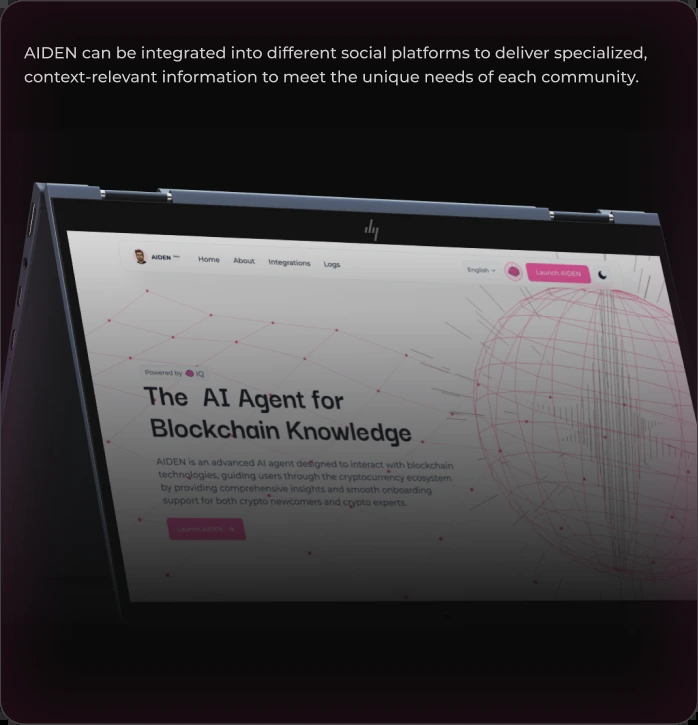 AIDEN can be integrated into different social platforms to deliver specialized,
context-relevant information to meet the unique needs of each community.
AIDEN Home About Integrations Logs English Launch AIDEN
Powered by IQ
The AI Agent for
Blockchain Knowledge
AIDEN is an advanced AI agent designed to interact with blockchain
technologies, guiding users through the cryptocurrency ecosystem
by providing comprehensive insights and smooth onboarding
support for both crypto newcomers and crypto experts.
Launch AIDEN